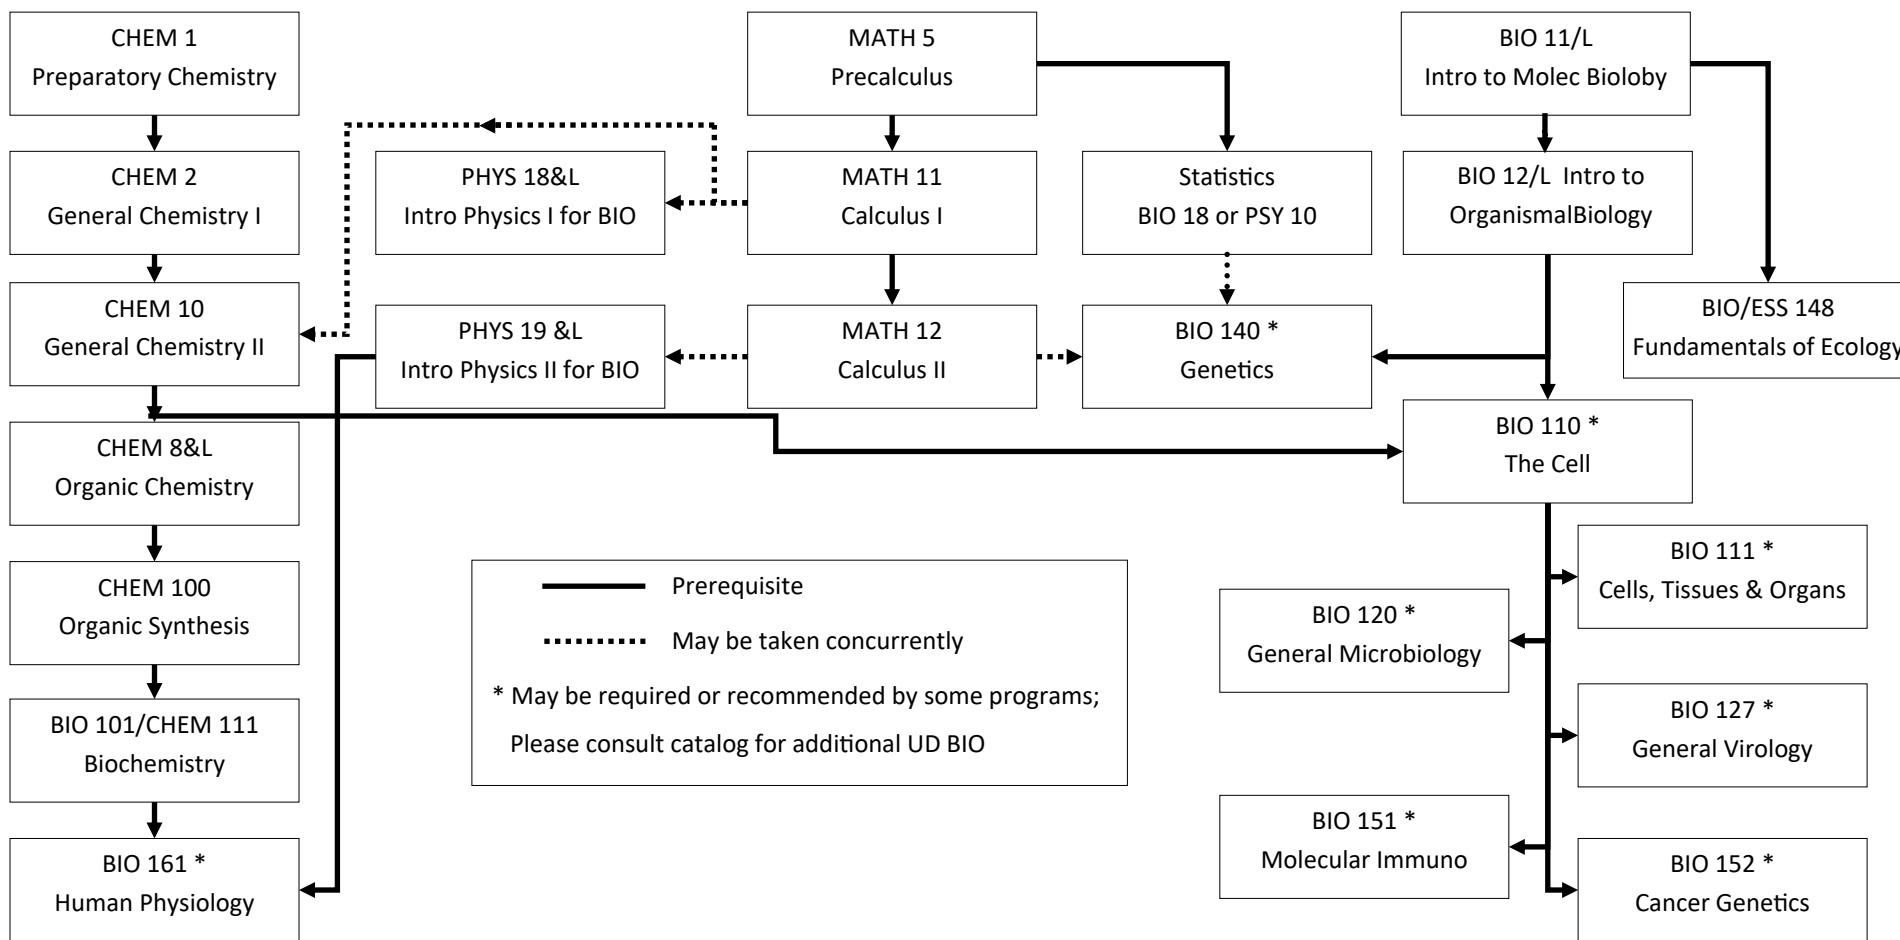 CHEM 1
Preparatory Chemistry
MATH 5
Precalculus
BIO 11/L
Intro to Molec Bioloby
CHEM 2
General Chemistry I
PHYS 18&L
Intro Physics I for BIO
MATH 11
Calculus I
Statistics
BIO 18 or PSY 10
BIO 12/L  Intro to
OrganismalBiology
CHEM 10
General Chemistry II
PHYS 19 &L
Intro Physics II for BIO
MATH 12
Calculus II
BIO 140 *
Genetics
BIO/ESS 148
Fundamentals of Ecology
CHEM 8&L
Organic Chemistry
BIO 110 *
The Cell
CHEM 100
Organic Synthesis
Prerequisite
May be taken concurrently
* May be required or recommended by some programs;
Please consult catalog for additional UD BIO
BIO 111 *
Cells, Tissues & Organs
BIO 120 *
General Microbiology
BIO 101/CHEM 111
Biochemistry
BIO 127 *
General Virology
BIO 151 *
Molecular Immuno
BIO 161 *
Human Physiology
BIO 152 *
Cancer Genetics